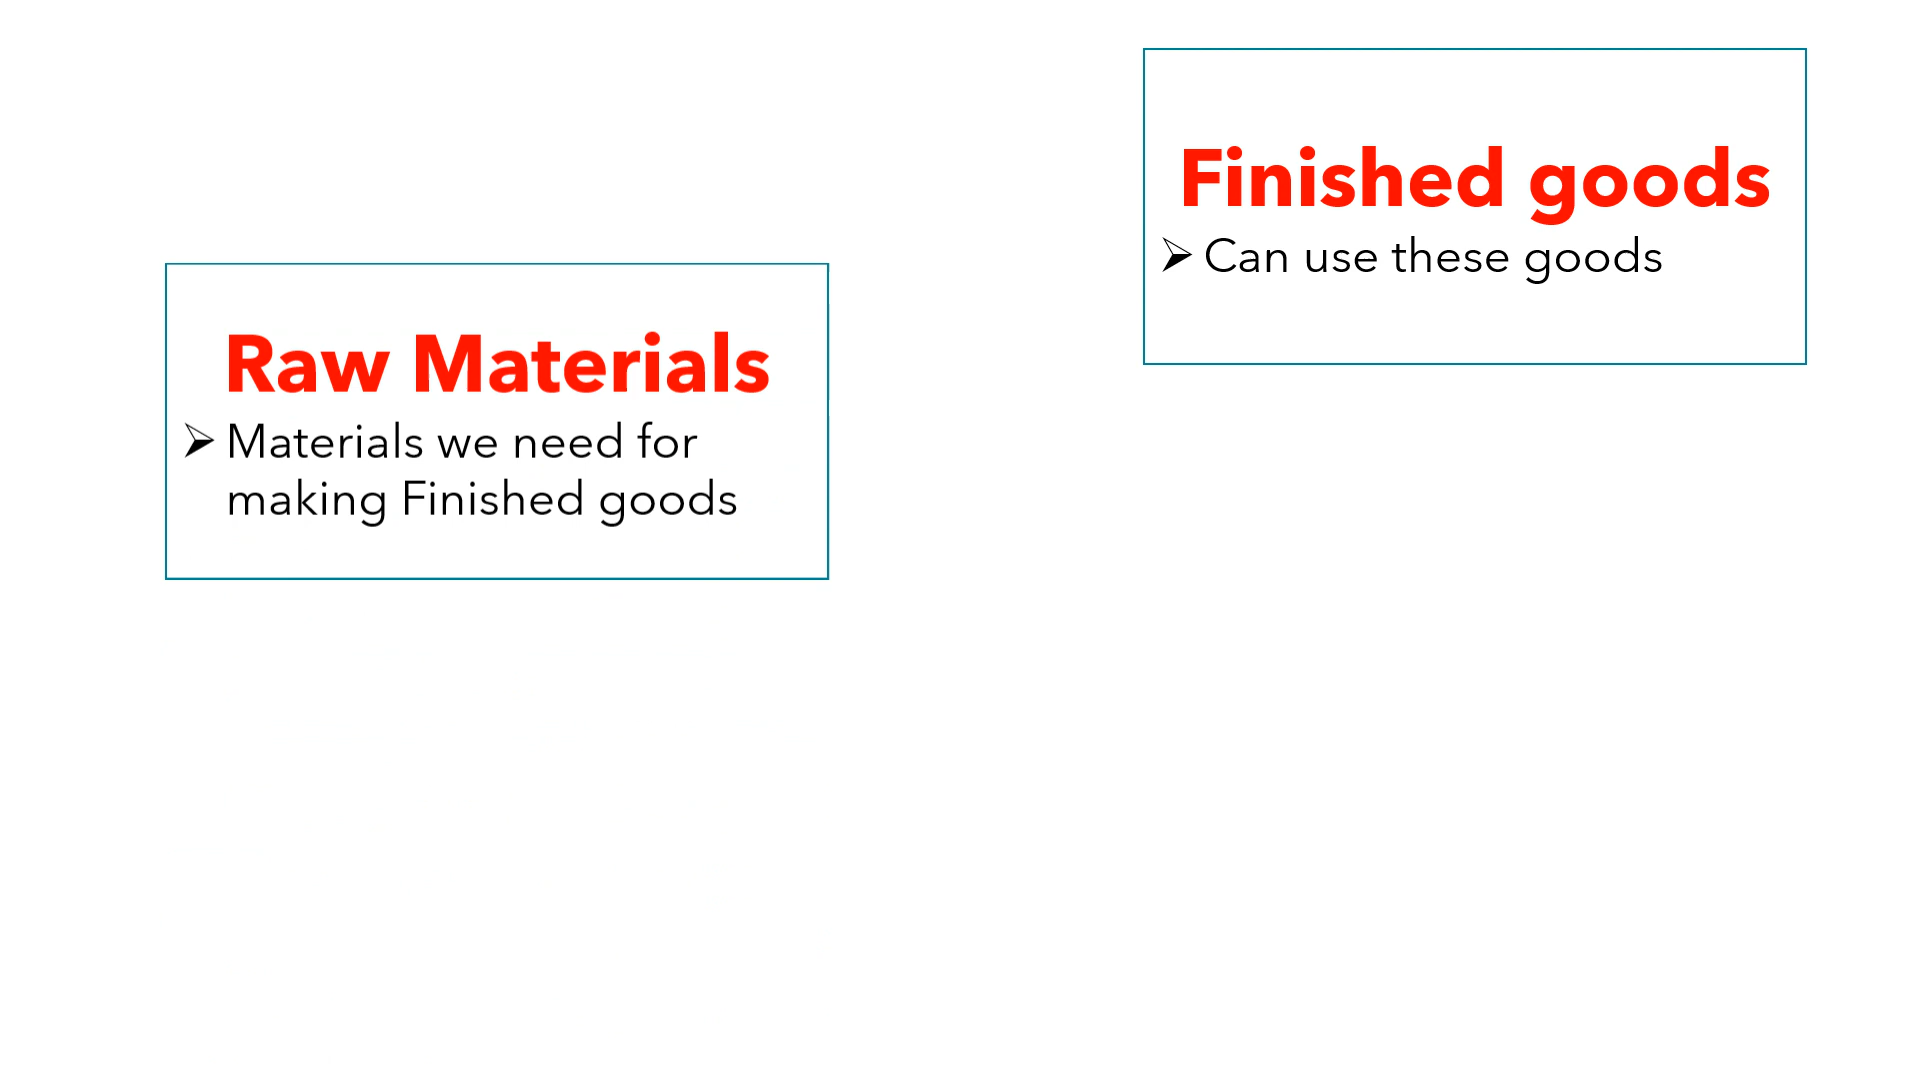 Raw Materials
➢ Materials we need for
making Finished goods
Finished goods
➢ Can use these goods